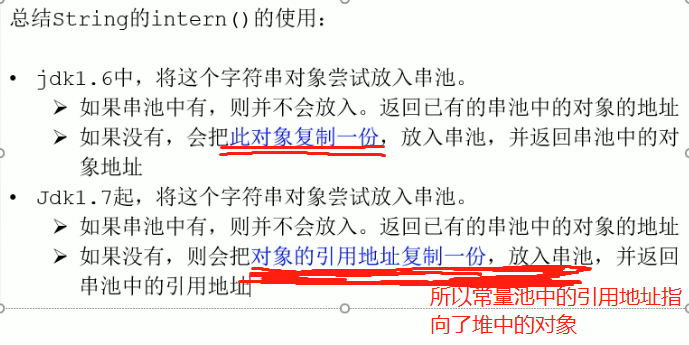 总结String的intern()的使用：
• jdk1.6中，将这个字符串对象尝试放入串池。
➢ 如果串池中有，则并不会放入。返回已有的串池中的对象的地址
➢ 如果没有，会把此对象复制一份，放入串池，并返回串池中的对
象地址
• Jdk1.7起，将这个字符串对象尝试放入串池。
➢ 如果串池中有，则并不会放入。返回已有的串池中的对象的地址
➢ 如果没有，则会把对象的引用地址复制一份，放入串池，并返回
串池中的引用地址
所以常量池中的引用地址指
向了堆中的对象